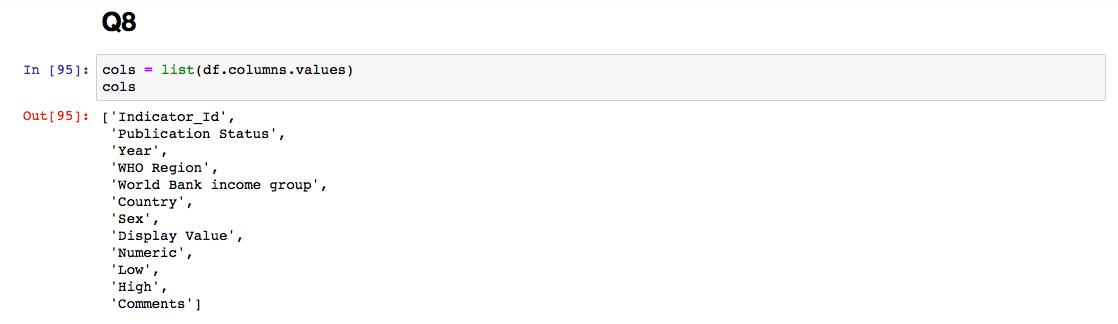 Q8
In [95]: cols = list(df.columns.values)
cols
Out[95]: ['Indicator_Id',
'Publication Status',
'Year',
'WHO Region',
'World Bank income group',
'Country',
'Sex',
'Display Value',
'Numeric',
'Low',
'High',
'Comments']